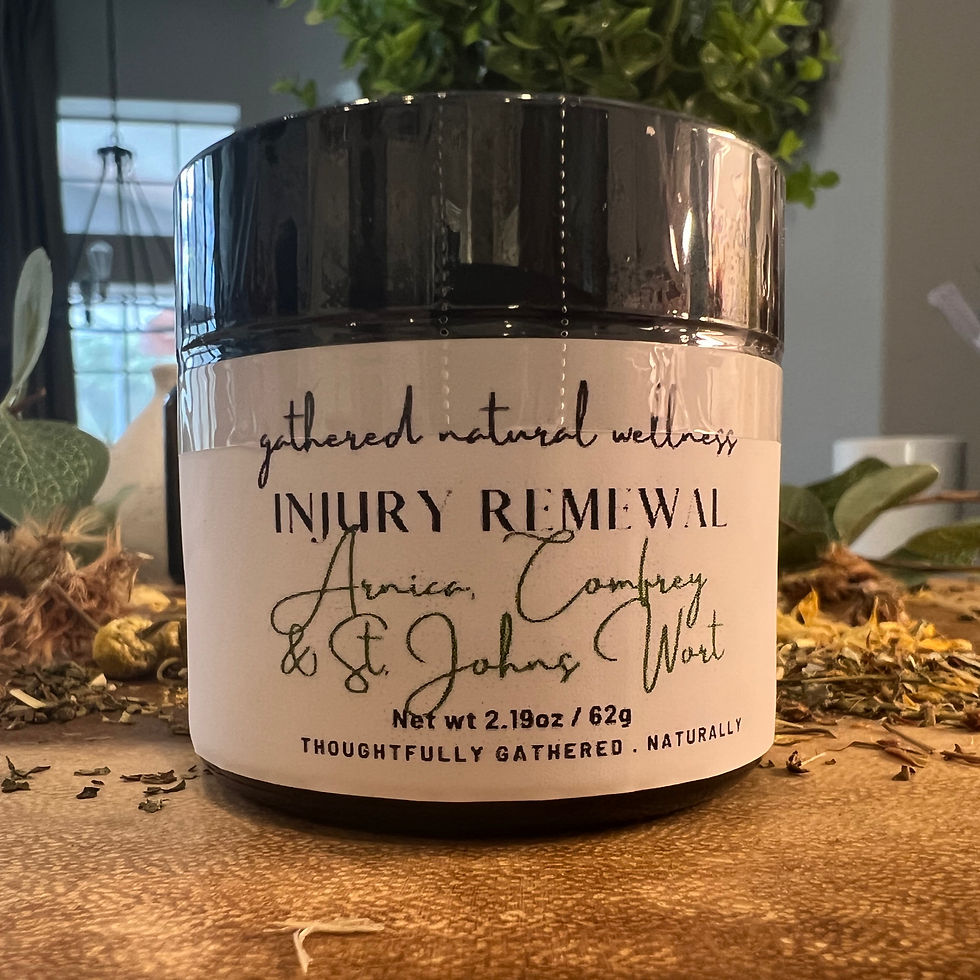 gathered natural wellness
INJURY REMEWAL
Arnica, Comfrey
& St. Johns Wort
Net wt 2.19oz / 62g
THOUGHTFULLY GATHERED . NATURALLY